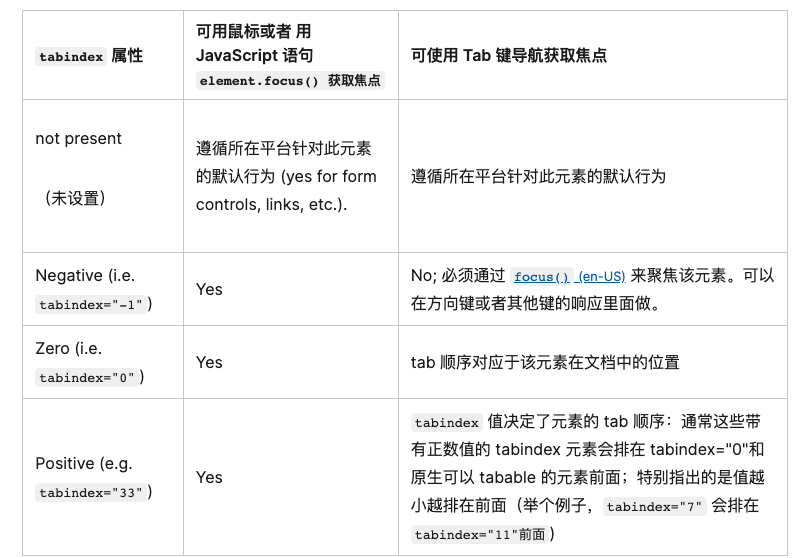 tabindex 属性
可用鼠标或者 用
JavaScript 语句
element.focus() 获取焦点
可使用 Tab 键导航获取焦点
not present
（未设置）
遵循所在平台针对此元素
的默认行为 (yes for form
controls, links, etc.).
遵循所在平台针对此元素的默认行为
Negative (i.e.
tabindex="-1")
Yes
No; 必须通过 focus() (en-US) 来聚焦该元素。可以
在方向键或者其他键的响应里面做。
Zero (i.e.
tabindex="0")
Yes
tab 顺序对应于该元素在文档中的位置
Positive (e.g.
tabindex="33")
Yes
tabindex 值决定了元素的 tab 顺序：通常这些带
有正数值的 tabindex 元素会排在 tabindex="0"和
原生可以 tabable 的元素前面；特别指出的是值越
小越排在前面（举个例子，tabindex="7" 会排在
tabindex="11"前面)